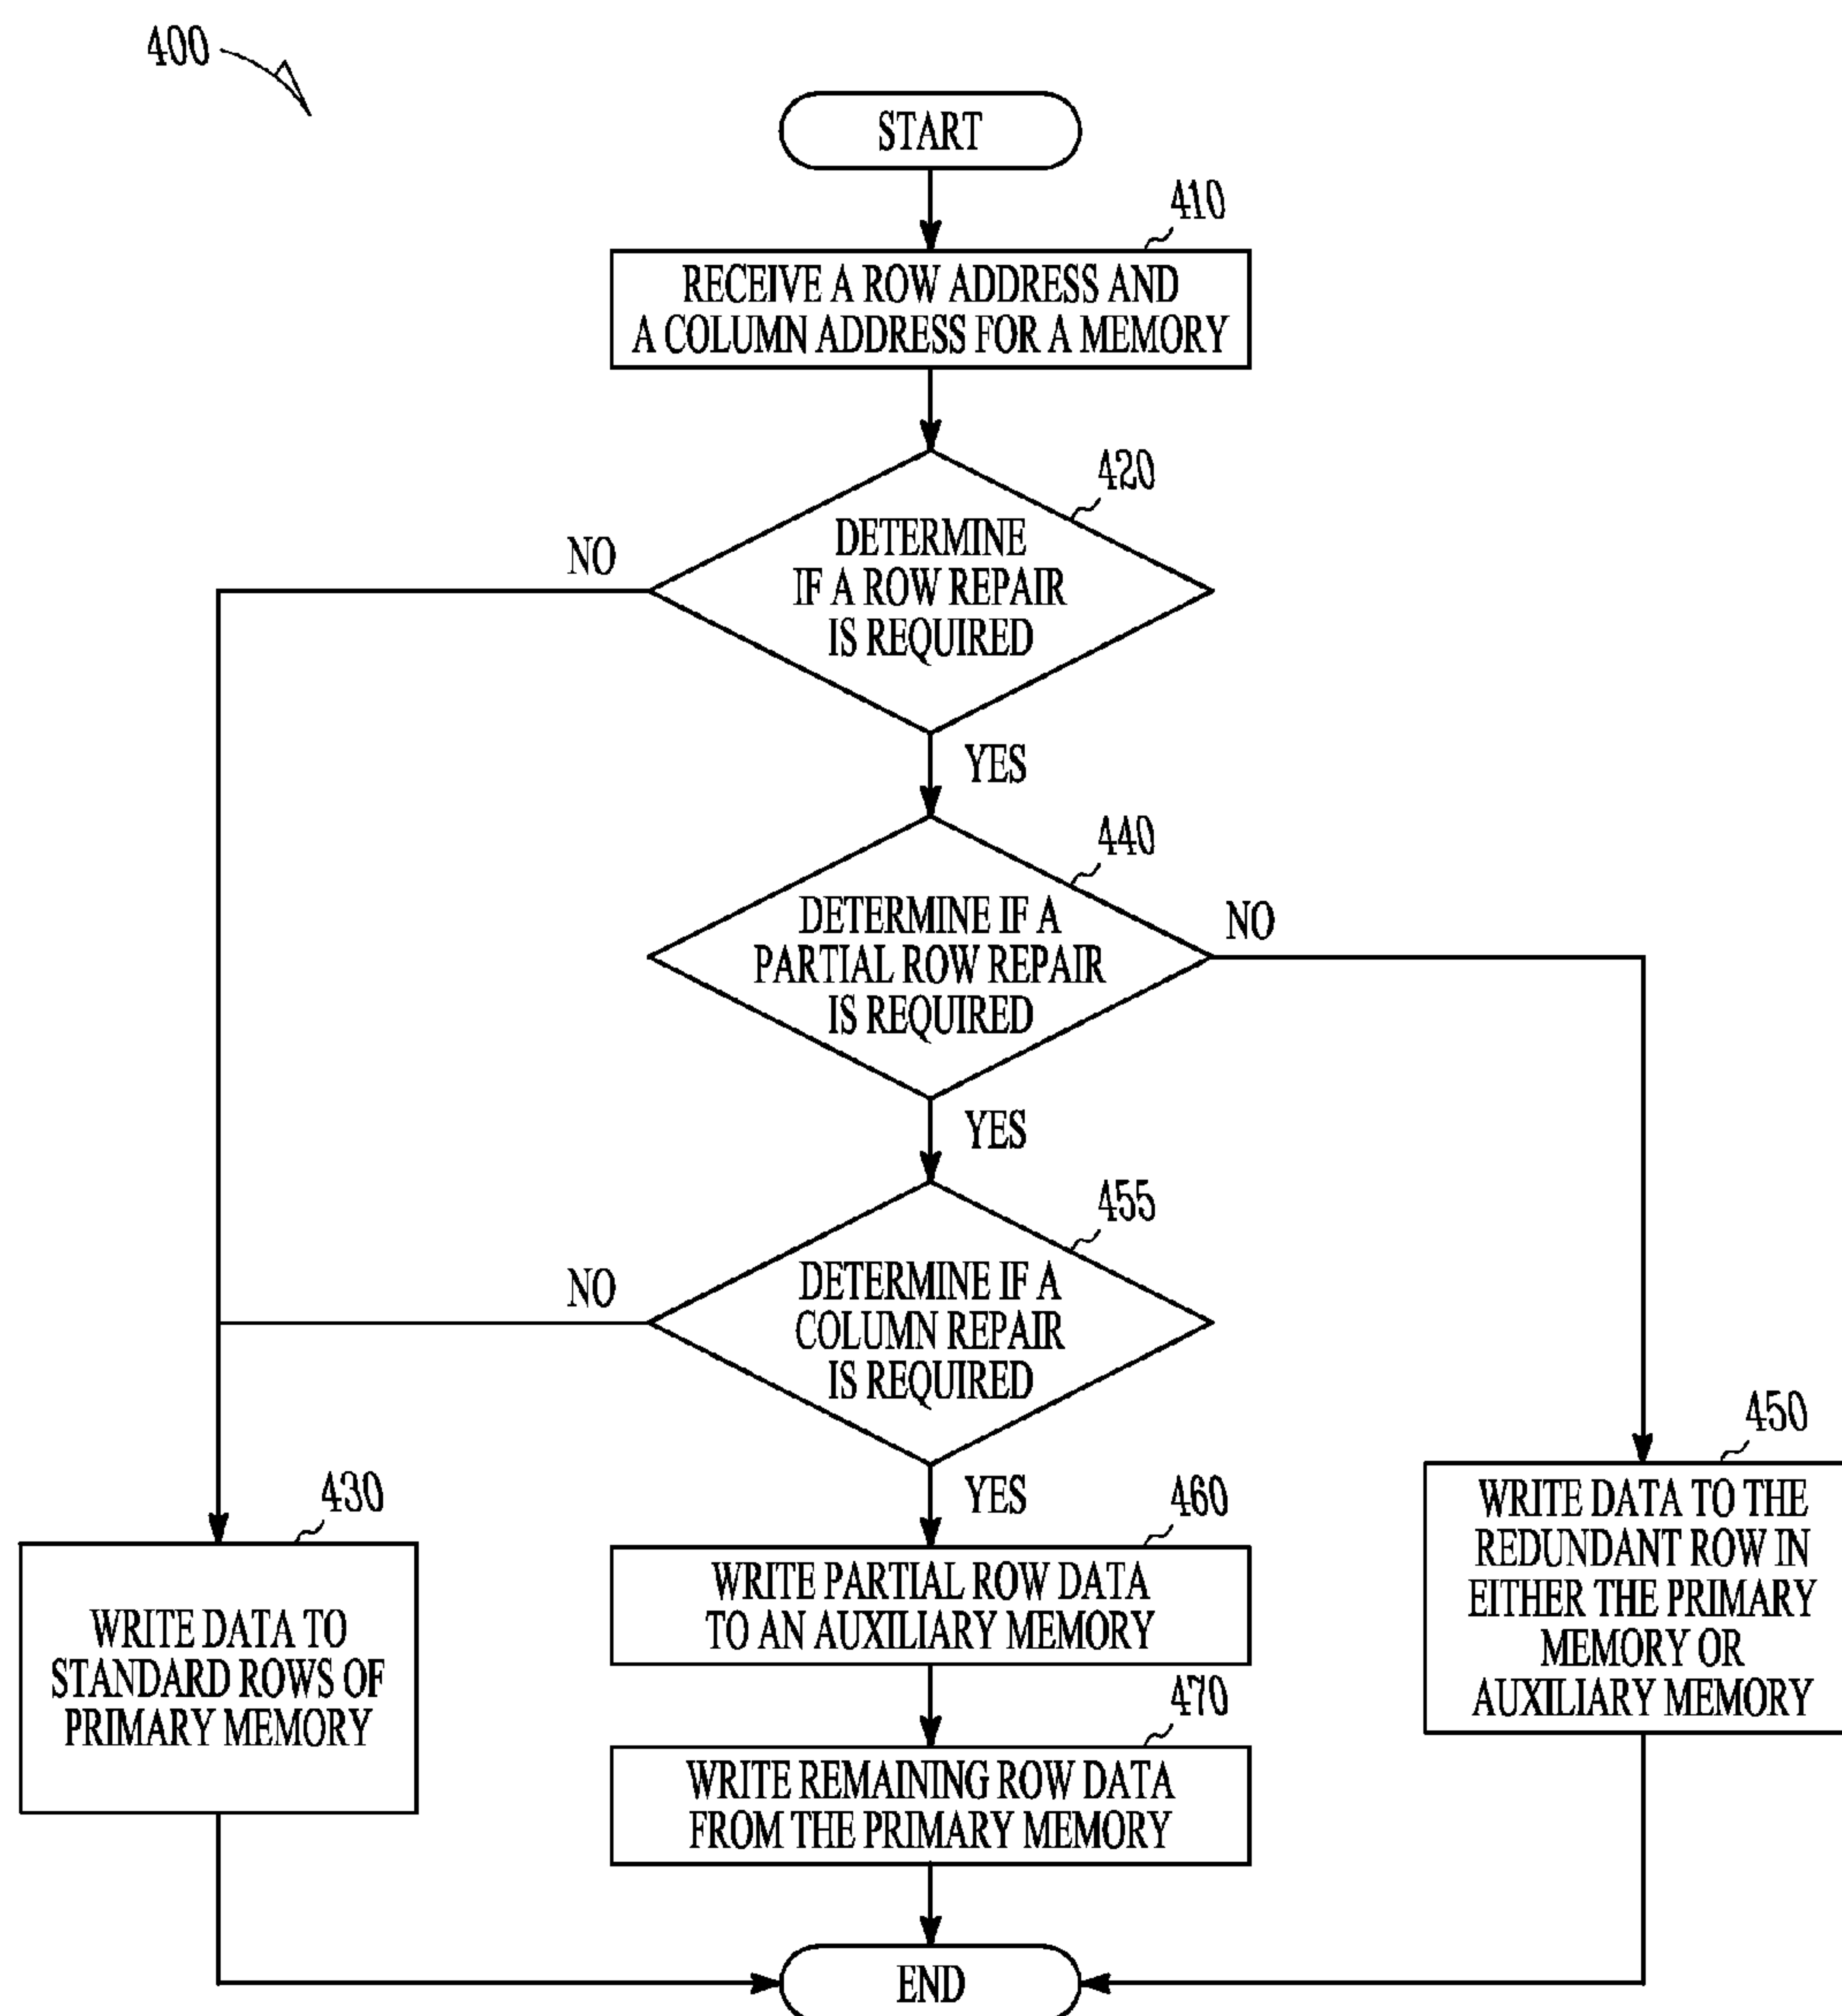 400
START
410
RECEIVE A ROW ADDRESS AND
A COLUMN ADDRESS FOR A MEMORY
420
DETERMINE
IF A ROW REPAIR
IS REQUIRED
NO
YES
440
DETERMINE IF A
PARTIAL ROW REPAIR
IS REQUIRED
NO
YES
455
DETERMINE IF A
COLUMN REPAIR
IS REQUIRED
NO
YES
430
WRITE DATA TO
STANDARD ROWS OF
PRIMARY MEMORY
460
WRITE PARTIAL ROW DATA
TO AN AUXILIARY MEMORY
470
WRITE REMAINING ROW DATA
FROM THE PRIMARY MEMORY
450
WRITE DATA TO THE
REDUNDANT ROW IN
EITHER THE PRIMARY
MEMORY OR
AUXILIARY MEMORY
END